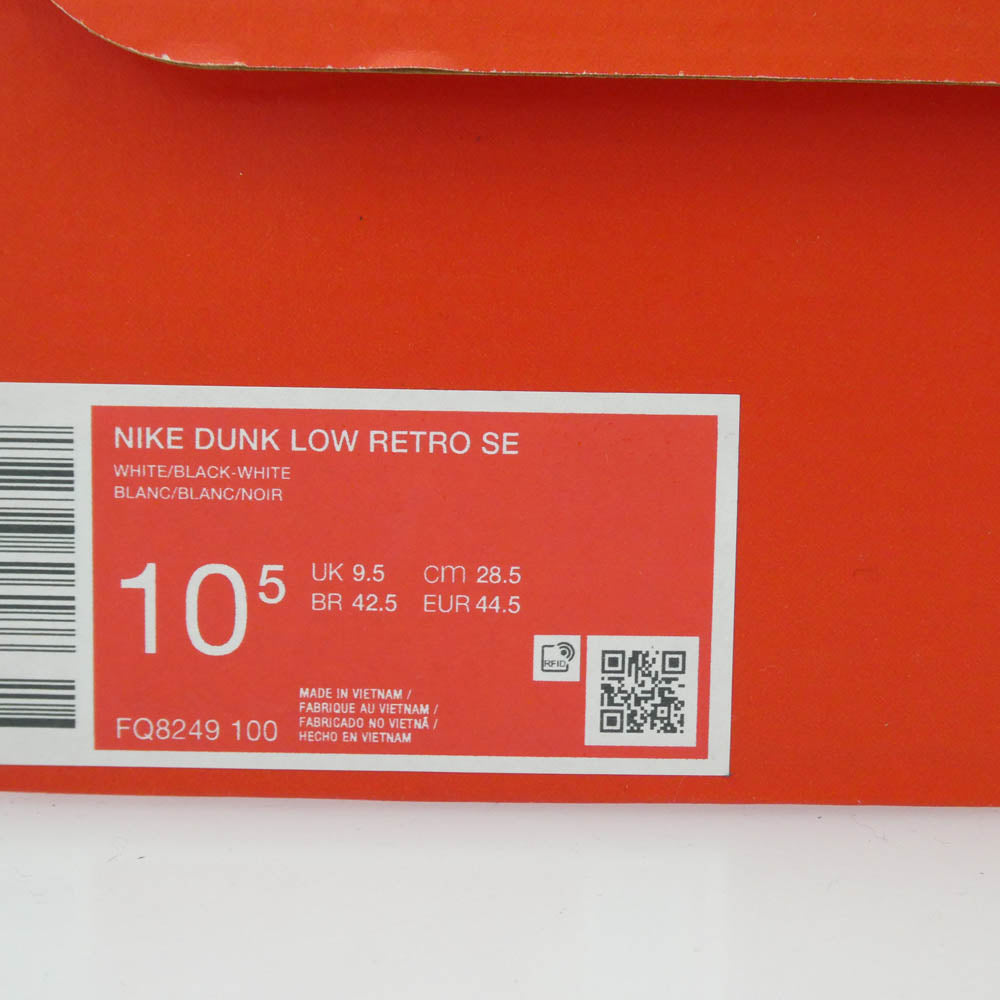 NIKE DUNK LOW RETRO SE
WHITE/BLACK-WHITE
BLANC/BLANC/NOIR
10⁵
UK 9.5 cm 28.5
BR 42.5 EUR 44.5
RFID
MADE IN VIETNAM /
FABRIQUE AU VIETNAM /
FABRICADO NO VIETNÃ /
HECHO EN VIETNAM
FQ8249 100